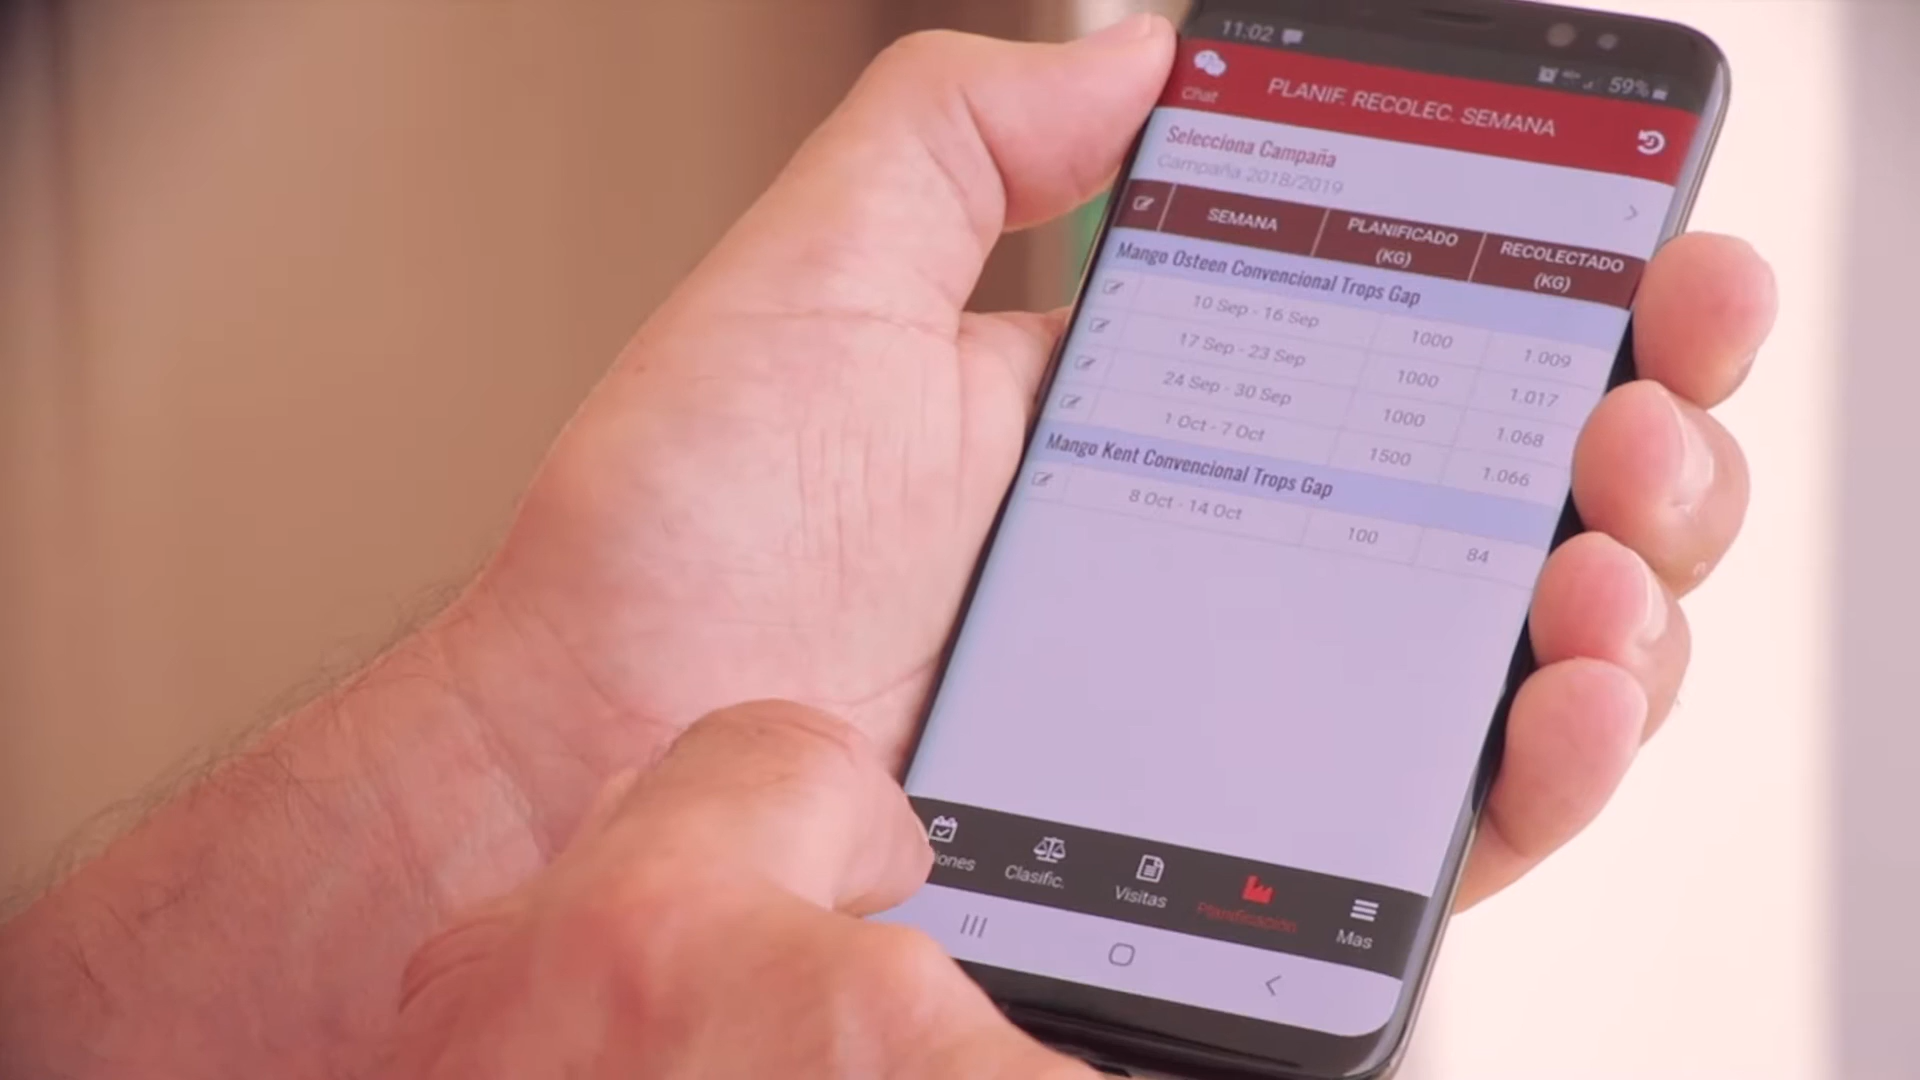 11:02
59%
Chat
PLANIF. RECOLEC. SEMANA
Selecciona Campaña
Campaña 2018/2019
SEMANA PLANIFICADO (KG) RECOLECTADO (KG)
Mango Osteen Convencional Trops Gap
10 Sep - 16 Sep 1000 1.009
17 Sep - 23 Sep 1000 1.017
24 Sep - 30 Sep 1000 1.068
1 Oct - 7 Oct 1500 1.066
Mango Kent Convencional Trops Gap
8 Oct - 14 Oct 100 84
iones Clasific. Visitas Planificación Mas